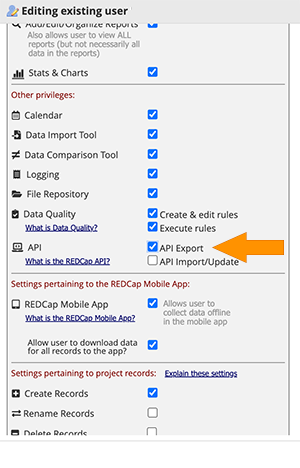 Editing existing user
Add/Edit/Organize Reports
Also allows user to view ALL
reports (but not necessarily all
data in the reports)
Stats & Charts
Other privileges:
Calendar
Data Import Tool
Data Comparison Tool
Logging
File Repository
Data Quality
Create & edit rules
What is Data Quality?
Execute rules
API
API Export
What is the REDCap API?
API Import/Update
Settings pertaining to the REDCap Mobile App:
REDCap Mobile App
Allows user to
collect data offline
in the mobile app
What is the REDCap Mobile App?
Allow user to download data
for all records to the app?
Settings pertaining to project records: Explain these settings
Create Records
Rename Records
Delete Records